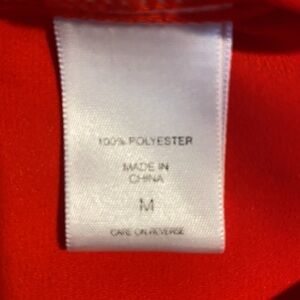 100% POLYESTER
MADE IN
CHINA
M
CARE ON REVERSE